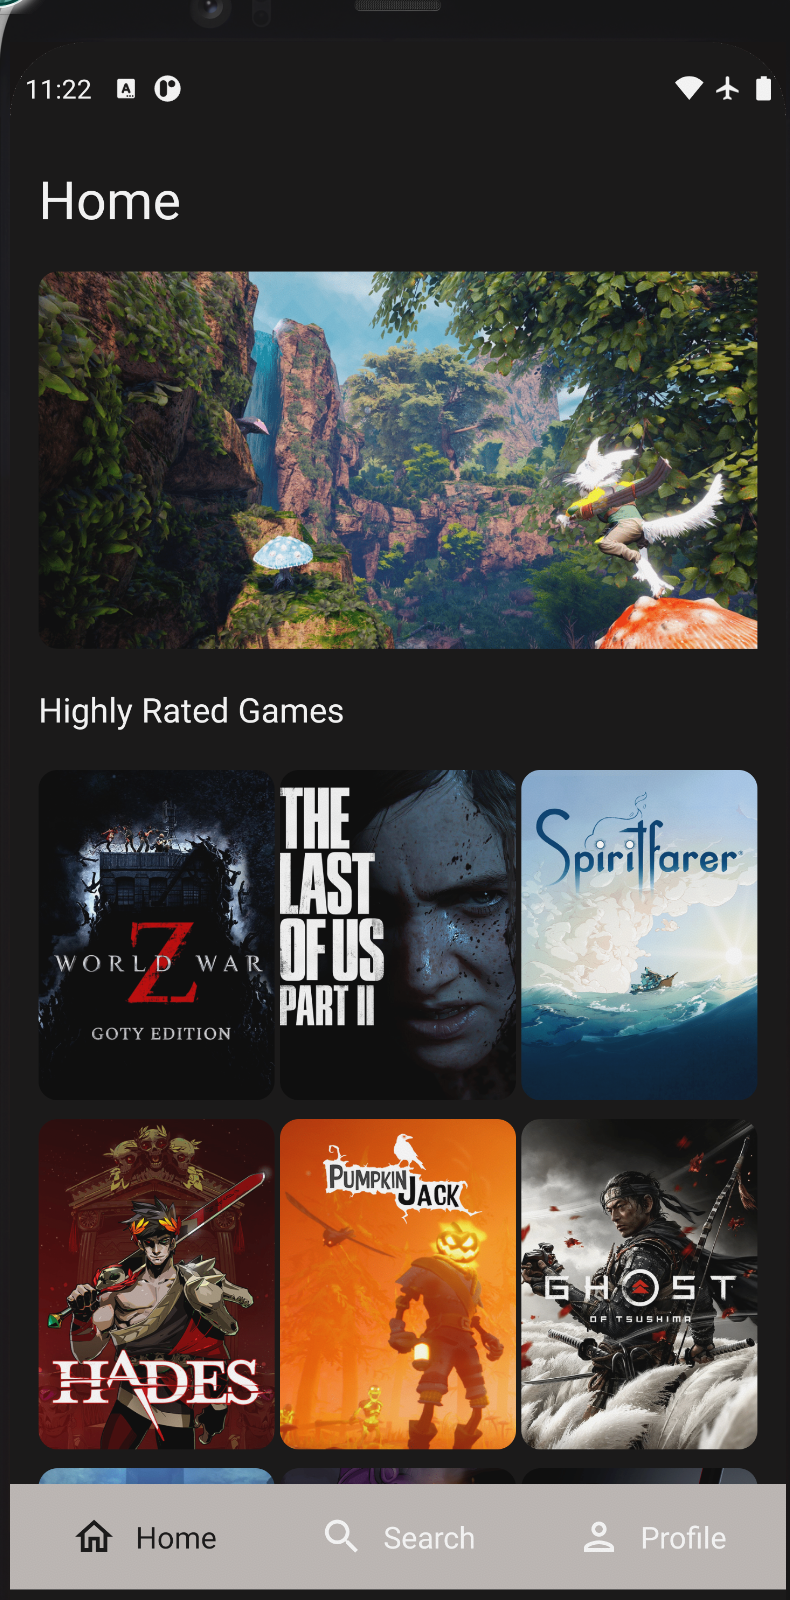 11:22
Home
Highly Rated Games
WORLD WAR Z
GOTY EDITION
THE
LAST
OF US
PART II
Spiritfarer
HADES
PUMPKIN
JACK
GHOST
OF TSUSHIMA
Home Search Profile